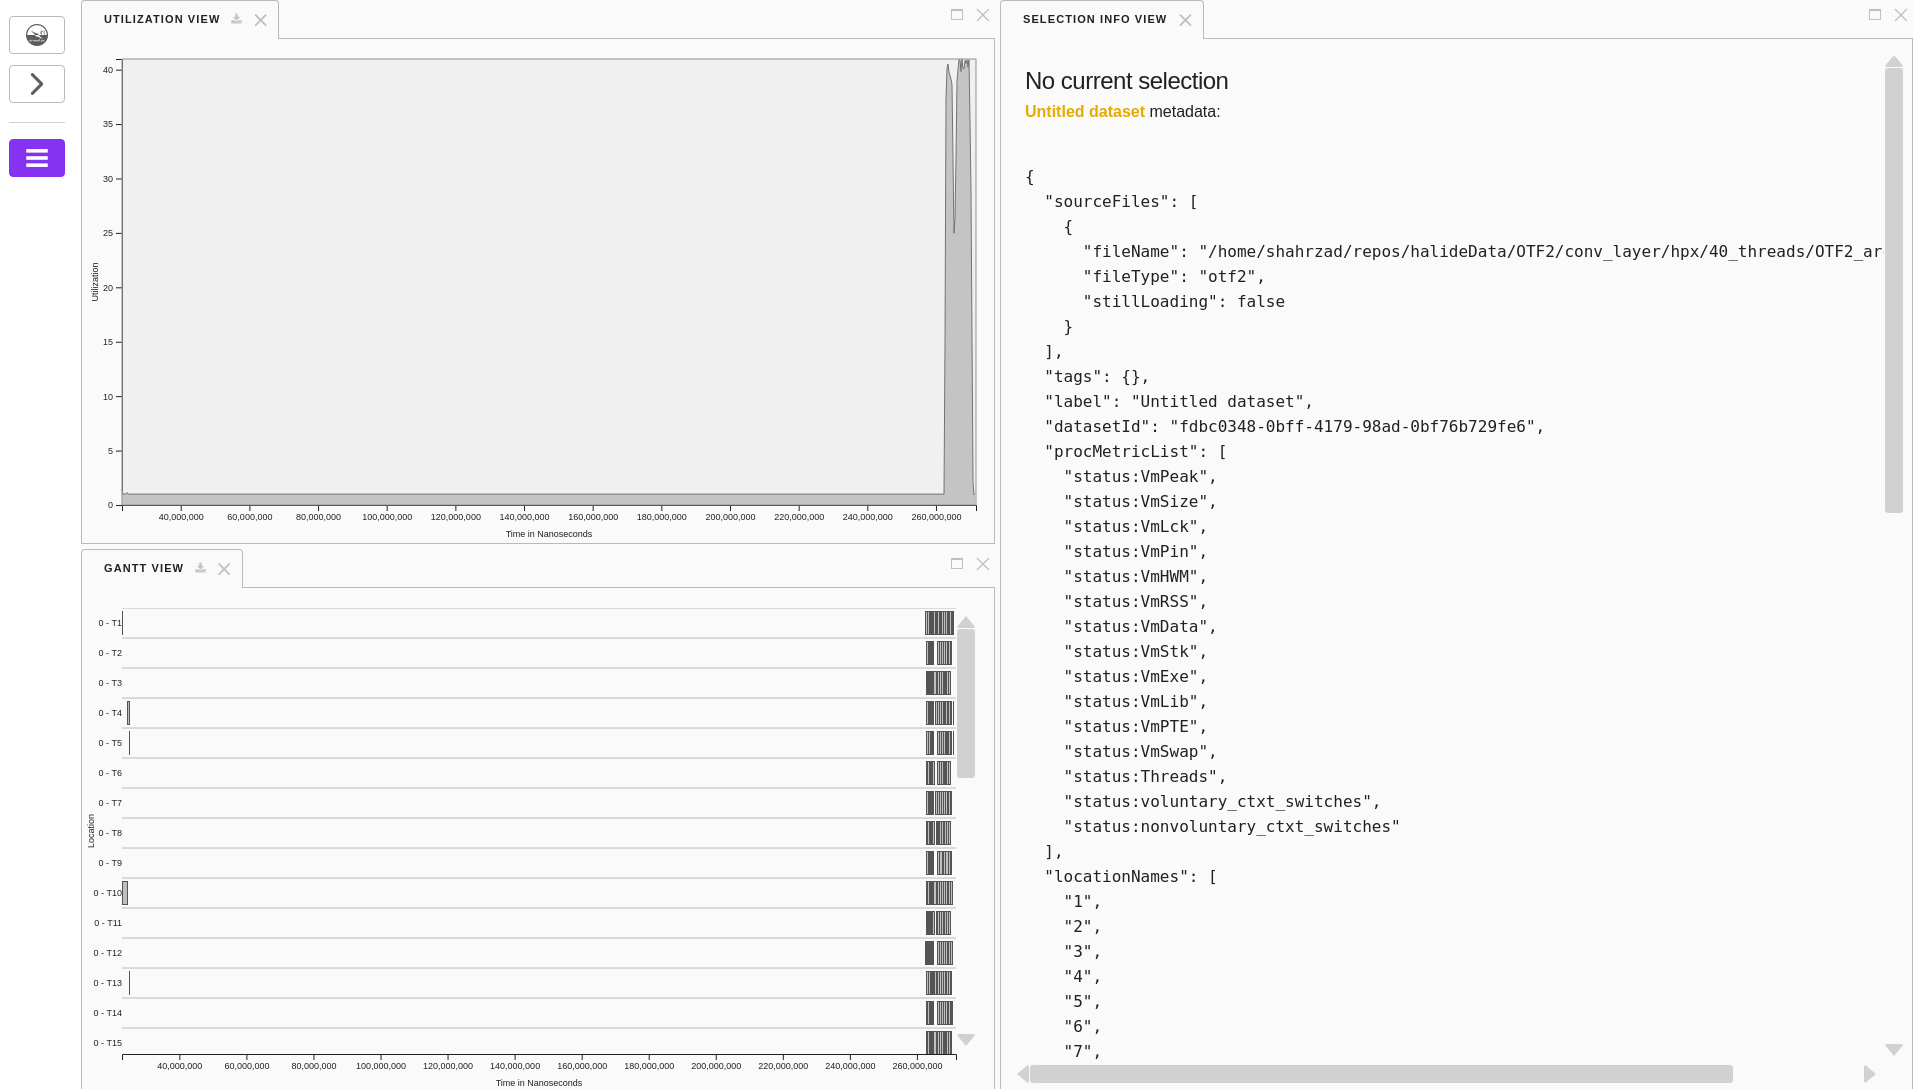 UTILIZATION VIEW
40
35
30
25
20
15
10
5
0
Utilization
40,000,000 60,000,000 80,000,000 100,000,000 120,000,000 140,000,000 160,000,000 180,000,000 200,000,000 220,000,000 240,000,000 260,000,000
Time in Nanoseconds
GANTT VIEW
0 - T1
0 - T2
0 - T3
0 - T4
0 - T5
0 - T6
0 - T7
0 - T8
0 - T9
0 - T10
0 - T11
0 - T12
0 - T13
0 - T14
0 - T15
Location
40,000,000 60,000,000 80,000,000 100,000,000 120,000,000 140,000,000 160,000,000 180,000,000 200,000,000 220,000,000 240,000,000 260,000,000
Time in Nanoseconds
SELECTION INFO VIEW
No current selection
Untitled dataset metadata:
{
"sourceFiles": [
{
"fileName": "/home/shahrzad/repos/halideData/OTF2/conv_layer/hpx/40_threads/OTF2_ar
"fileType": "otf2",
"stillLoading": false
}
],
"tags": {},
"label": "Untitled dataset",
"datasetId": "fdbc0348-0bff-4179-98ad-0bf76b729fe6",
"procMetricList": [
"status:VmPeak",
"status:VmSize",
"status:VmLck",
"status:VmPin",
"status:VmHWM",
"status:VmRSS",
"status:VmData",
"status:VmStk",
"status:VmExe",
"status:VmLib",
"status:VmPTE",
"status:VmSwap",
"status:Threads",
"status:voluntary_ctxt_switches",
"status:nonvoluntary_ctxt_switches"
],
"locationNames": [
"1",
"2",
"3",
"4",
"5",
"6",
"7",